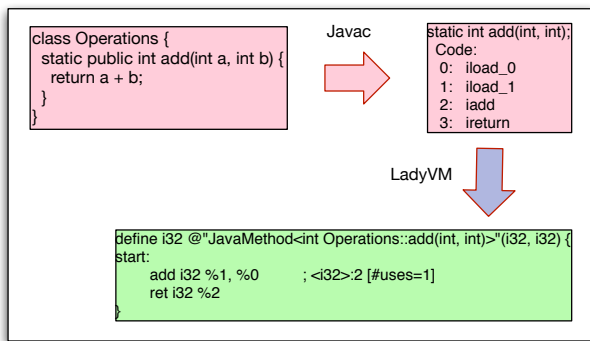 class Operations {
static public int add(int a, int b) {
return a + b;
}
}
Javac
static int add(int, int);
Code:
0: iload_0
1: iload_1
2: iadd
3: ireturn
LadyVM
define i32 @"JavaMethod<int Operations::add(int, int)>"(i32, i32) {
start:
add i32 %1, %0 ; <i32>:2 [#uses=1]
ret i32 %2
}